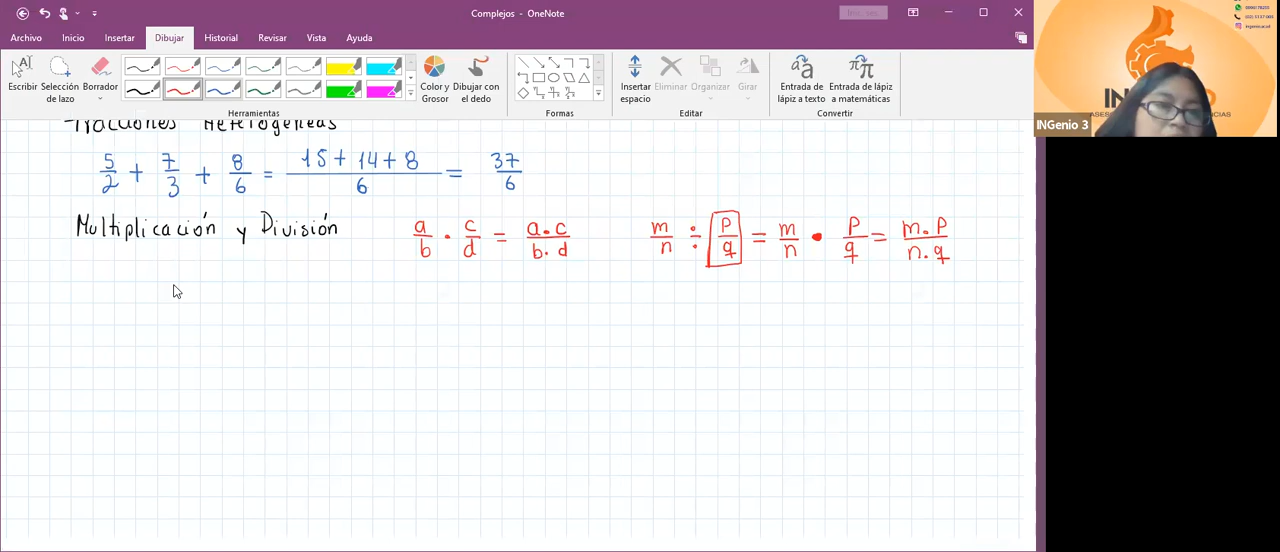 Complejos - OneNote
Inic. ses.
Archivo Inicio Insertar Dibujar Historial Revisar Vista Ayuda
Escribir Selección de lazo Borrador Color y Grosor Dibujar con el dedo Insertar espacio Eliminar Organizar Girar Entrada de lápiz a texto Entrada de lápiz a matemáticas
Herramientas Formas Editar Convertir
INGenio 3
Fracciones Heterogéneas
5/2 + 7/3 + 8/6 = (15 + 14 + 8)/6 = 37/6
Multiplicación y División a/b · c/d = a·c/b·d m/n ÷ p/q = m/n · p/q = m·p/n·q